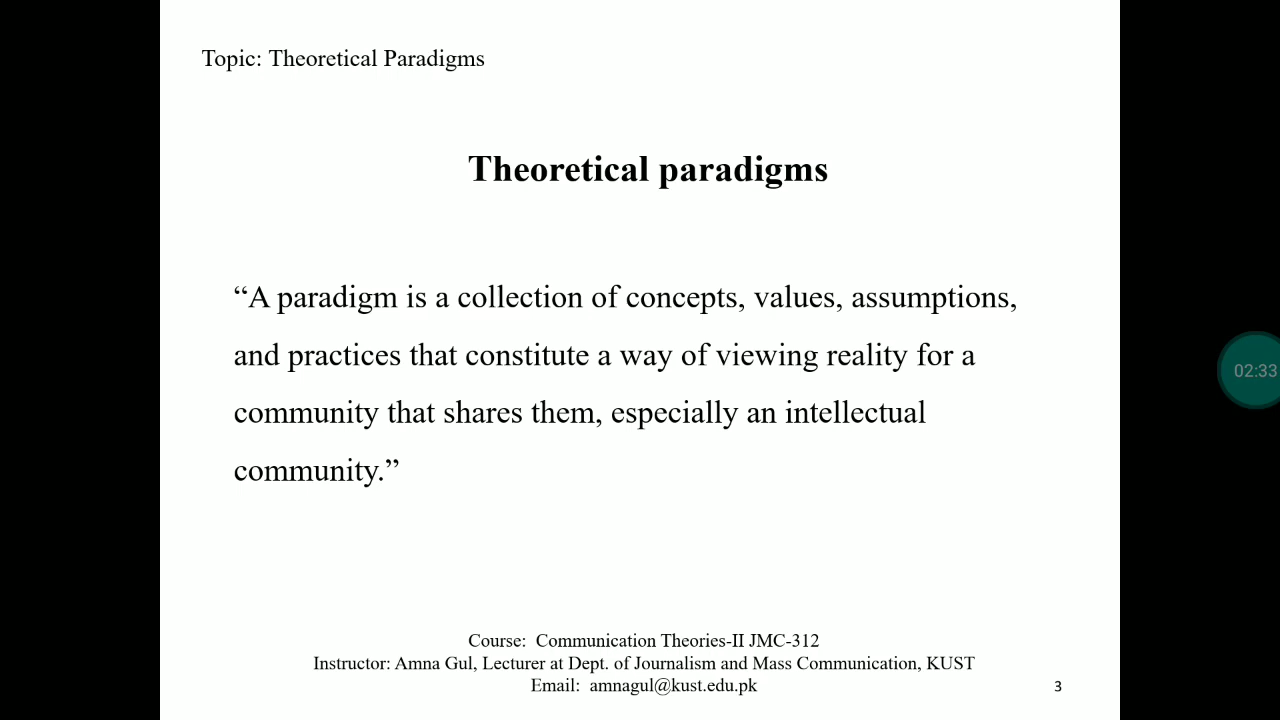 Topic: Theoretical Paradigms
Theoretical paradigms
“A paradigm is a collection of concepts, values, assumptions,
and practices that constitute a way of viewing reality for a
community that shares them, especially an intellectual
community.”
02:33
Course:  Communication Theories-II JMC-312
Instructor: Amna Gul, Lecturer at Dept. of Journalism and Mass Communication, KUST
Email:  amnagul@kust.edu.pk
3